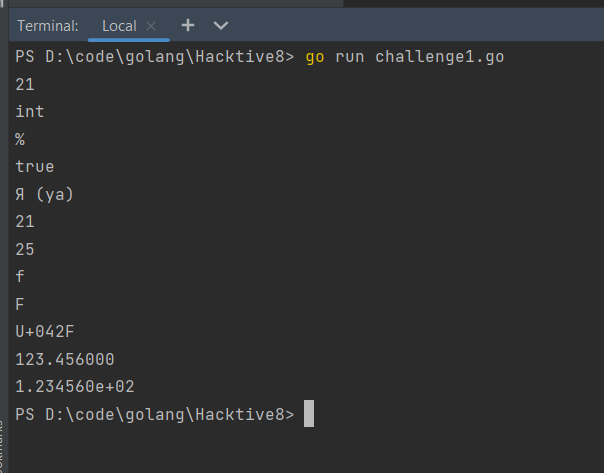 Terminal: Local × + 
PS D:\code\golang\Hacktive8> go run challenge1.go
21
int
%
true
Я (ya)
21
25
f
F
U+042F
123.456000
1.234560e+02
PS D:\code\golang\Hacktive8>